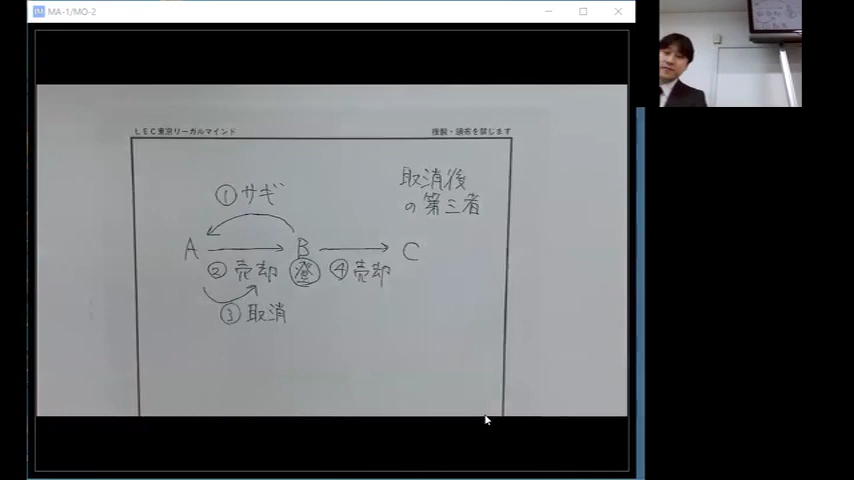 MA-1/MO-2
LEC東京リーガルマインド
複製・頒布を禁じます
取消後
の第三者
①サギ
A B C
②売却 登 ④売却
③取消